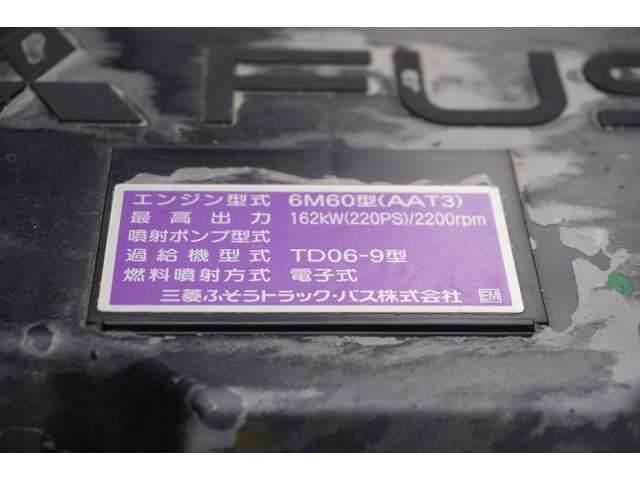 FUS
エンジン型式 6M60型(AAT3)
最高出力 162kW(220PS)/2200rpm
噴射ポンプ型式
過給機型式 TD06-9型
燃料噴射方式 電子式
三菱ふそうトラック・バス株式会社 EM